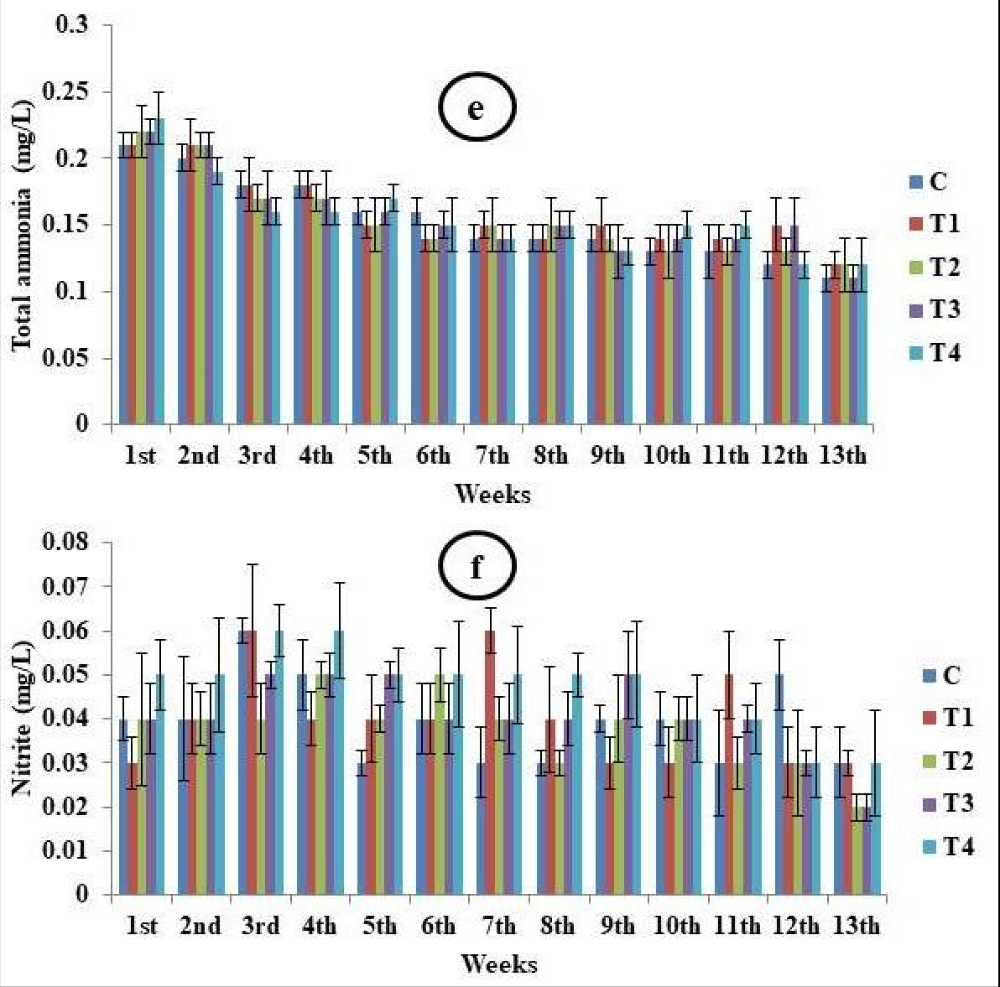 0.3
0.25
0.2
0.15
0.1
0.05
0
Total ammonia (mg/L)
e
C
T1
T2
T3
T4
1st 2nd 3rd 4th 5th 6th 7th 8th 9th 10th 11th 12th 13th
Weeks
0.08
0.07
0.06
0.05
0.04
0.03
0.02
0.01
0
Nitrite (mg/L)
f
C
T1
T2
T3
T4
1st 2nd 3rd 4th 5th 6th 7th 8th 9th 10th 11th 12th 13th
Weeks